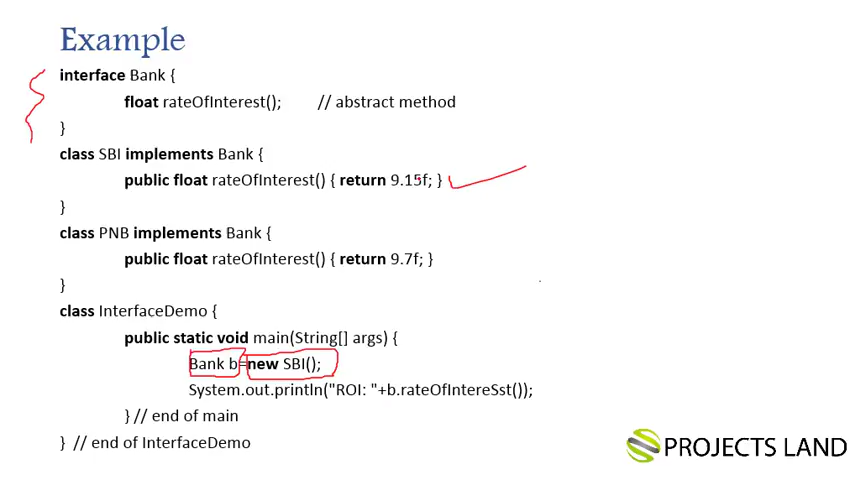 Example
interface Bank {
float rateOfInterest(); // abstract method
}
class SBI implements Bank {
public float rateOfInterest() { return 9.15f; }
}
class PNB implements Bank {
public float rateOfInterest() { return 9.7f; }
}
class InterfaceDemo {
public static void main(String[] args) {
Bank b=new SBI();
System.out.println("ROI: "+b.rateOfIntereSst());
} // end of main
} // end of InterfaceDemo
PROJECTS LAND